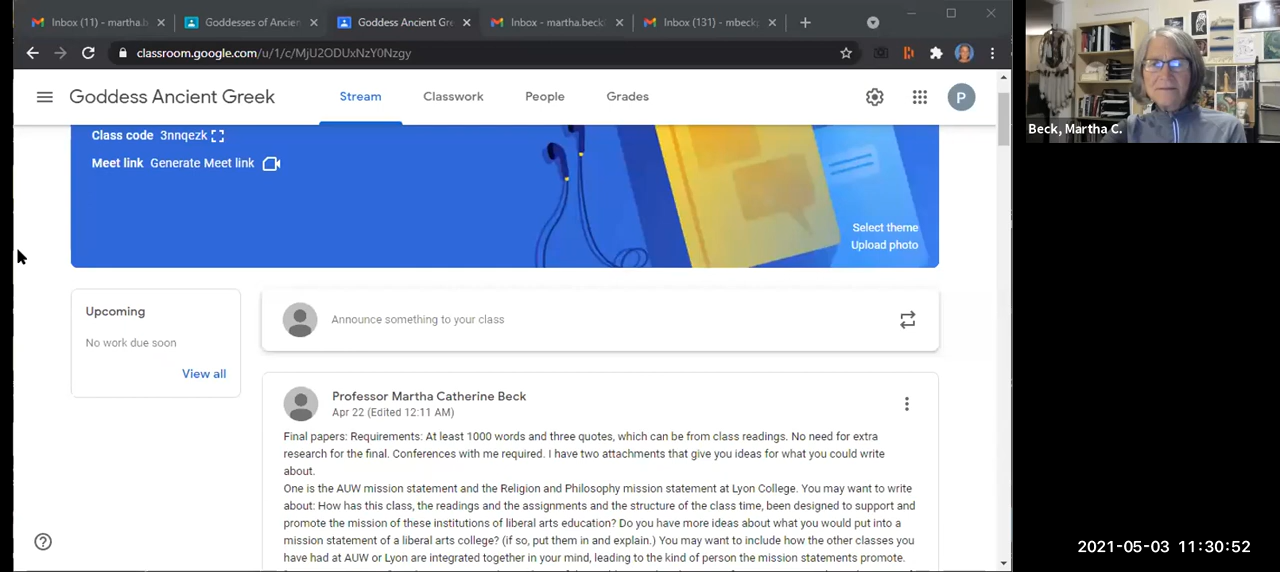 Inbox (11) - martha.b
Goddesses of Ancien
Goddess Ancient Gre
Inbox - martha.beck
Inbox (131) - mbeck
classroom.google.com/u/1/c/MjU2ODUxNzY0Nzgy
Goddess Ancient Greek
Stream
Classwork
People
Grades
P
Class code 3nnqezk
Meet link Generate Meet link
Select theme
Upload photo
Upcoming
No work due soon
View all
Announce something to your class
Professor Martha Catherine Beck
Apr 22 (Edited 12:11 AM)
Final papers: Requirements: At least 1000 words and three quotes, which can be from class readings. No need for extra
research for the final. Conferences with me required. I have two attachments that give you ideas for what you could write
about.
One is the AUW mission statement and the Religion and Philosophy mission statement at Lyon College. You may want to write
about: How has this class, the readings and the assignments and the structure of the class time, been designed to support and
promote the mission of these institutions of liberal arts education? Do you have more ideas about what you would put into a
mission statement of a liberal arts college? (if so, put them in and explain.) You may want to include how the other classes you
have had at AUW or Lyon are integrated together in your mind, leading to the kind of person the mission statements promote.
Beck, Martha C.
2021-05-03 11:30:52